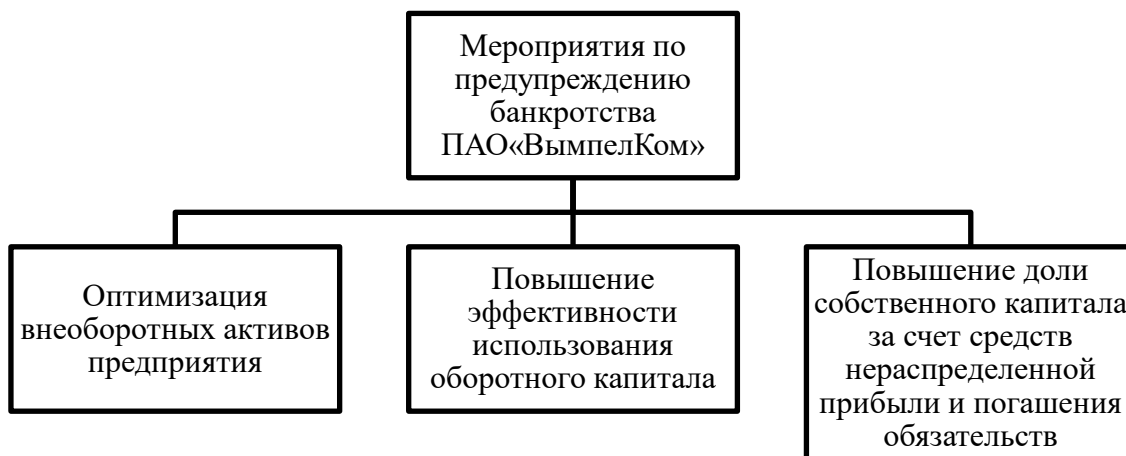 Мероприятия по
предупреждению
банкротства
ПАО«ВымпелКом»
Оптимизация
внеоборотных активов
предприятия
Повышение
эффективности
использования
оборотного капитала
Повышение доли
собственного капитала
за счет средств
нераспределенной
прибыли и погашения
обязательств